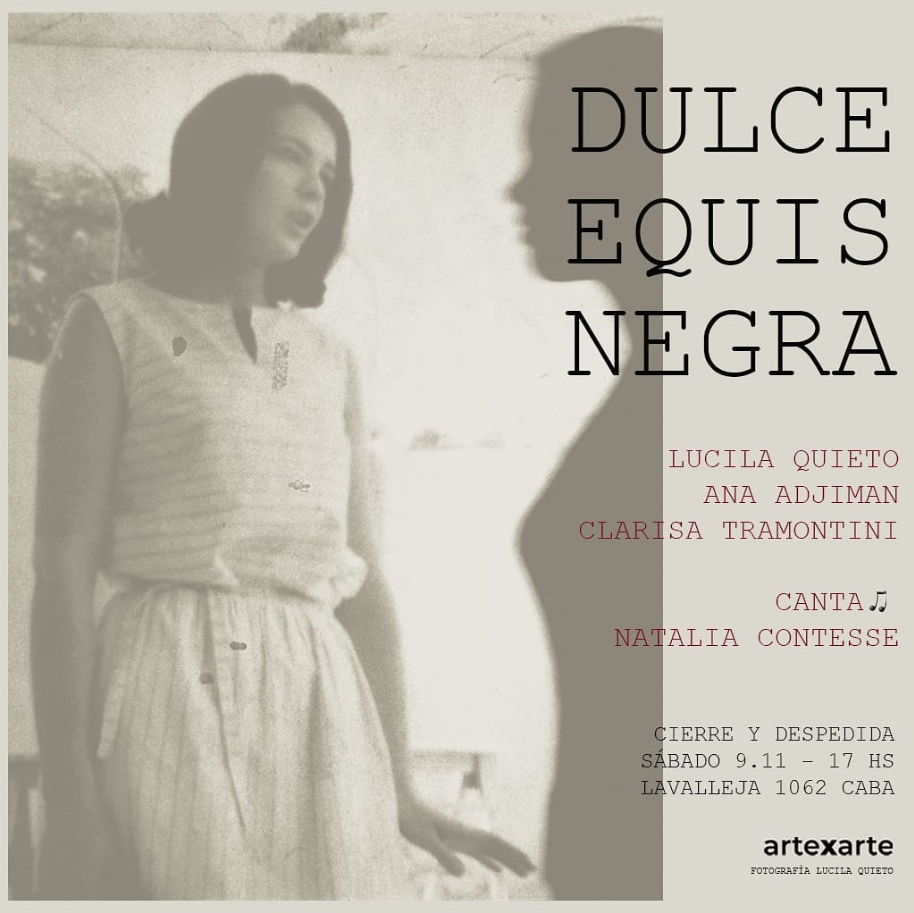 DULCE
EQUIS
NEGRA
LUCILA QUIETO
ANA ADJIMAN
CLARISA TRAMONTINI
CANTA♫
NATALIA CONTESSE
CIERRE Y DESPEDIDA
SÁBADO 9.11 – 17 HS
LAVALLEJA 1062 CABA
artexarte
FOTOGRAFÍA LUCILA QUIETO